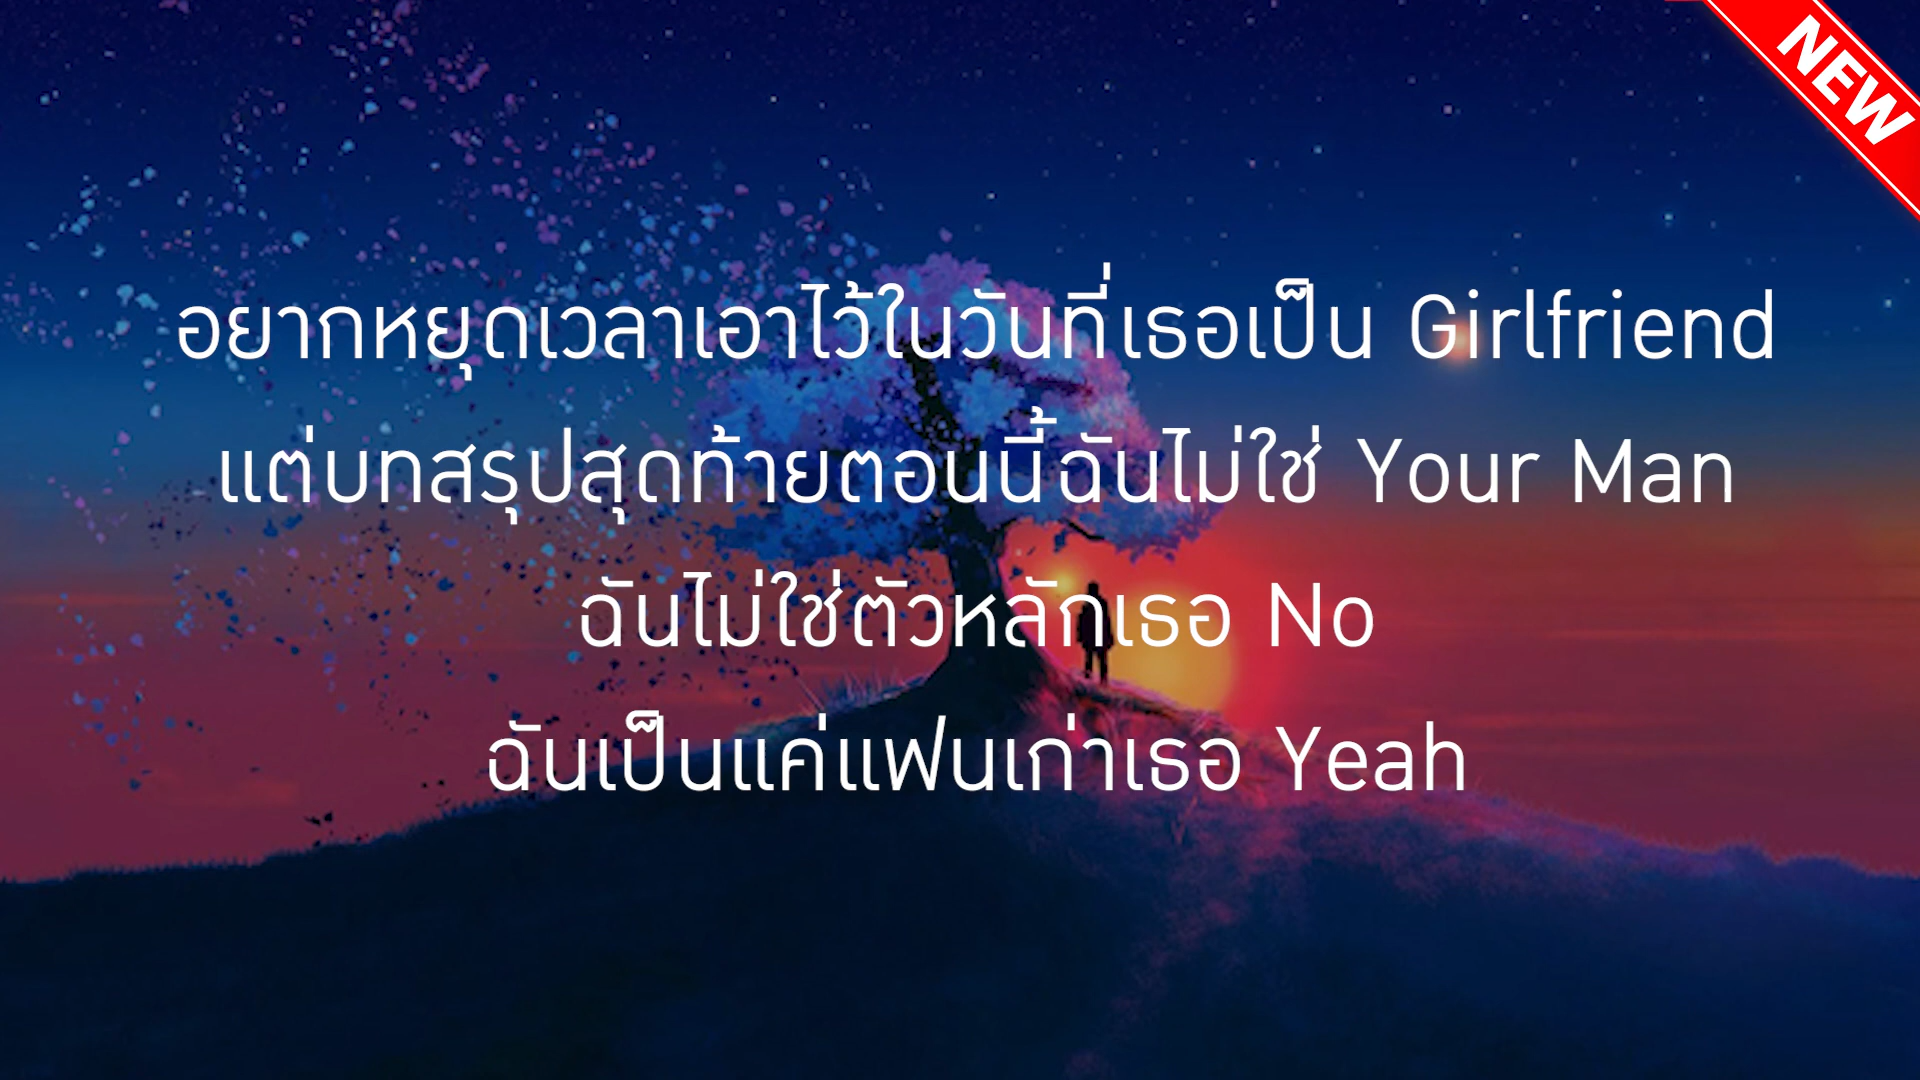 NEW
อยากหยุดเวลาเอาไว้ในวันที่เธอเป็น Girlfriend
แต่บทสรุปสุดท้ายตอนนี้ฉันไม่ใช่ Your Man
ฉันไม่ใช่ตัวหลักเธอ No
ฉันเป็นแค่แฟนเก่าเธอ Yeah